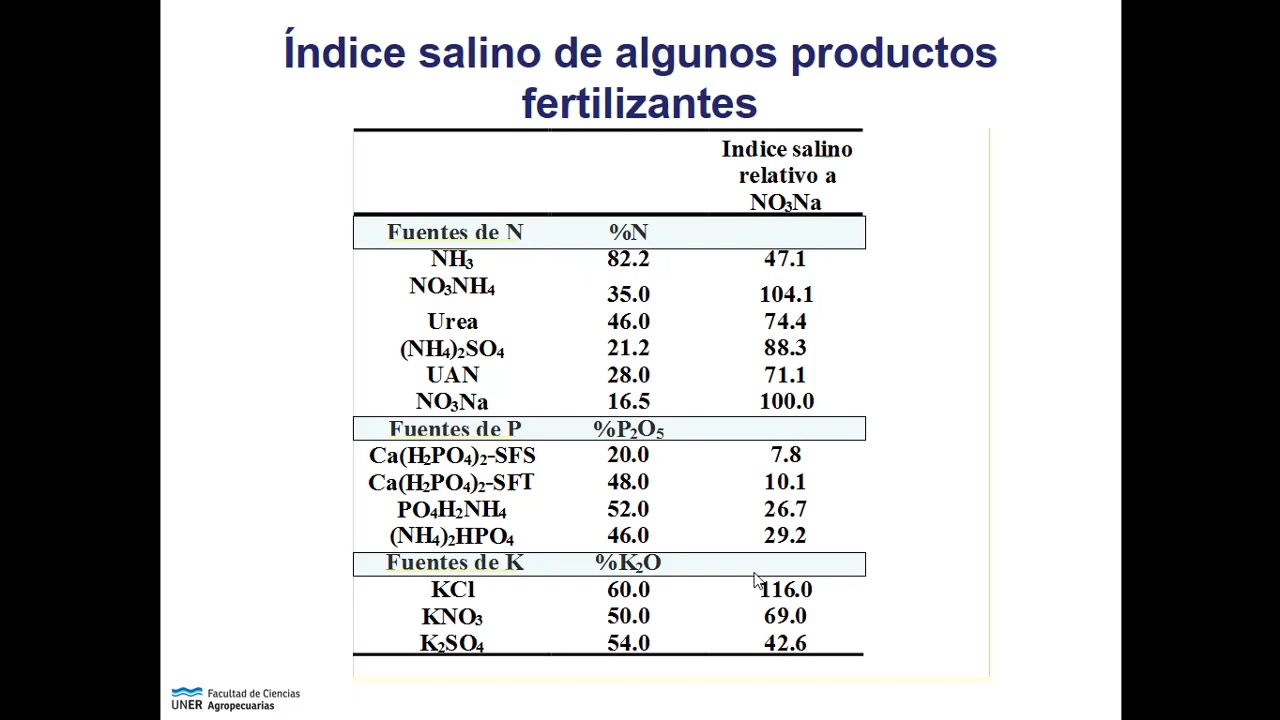 Índice salino de algunos productos
fertilizantes
Indice salino
relativo a
NO₃Na
Fuentes de N %N
NH₃ 82.2 47.1
NO₃NH₄ 35.0 104.1
Urea 46.0 74.4
(NH₄)₂SO₄ 21.2 88.3
UAN 28.0 71.1
NO₃Na 16.5 100.0
Fuentes de P %P₂O₅
Ca(H₂PO₄)₂-SFS 20.0 7.8
Ca(H₂PO₄)₂-SFT 48.0 10.1
PO₄H₂NH₄ 52.0 26.7
(NH₄)₂HPO₄ 46.0 29.2
Fuentes de K %K₂O
KCl 60.0 116.0
KNO₃ 50.0 69.0
K₂SO₄ 54.0 42.6
Facultad de Ciencias
UNER Agropecuarias